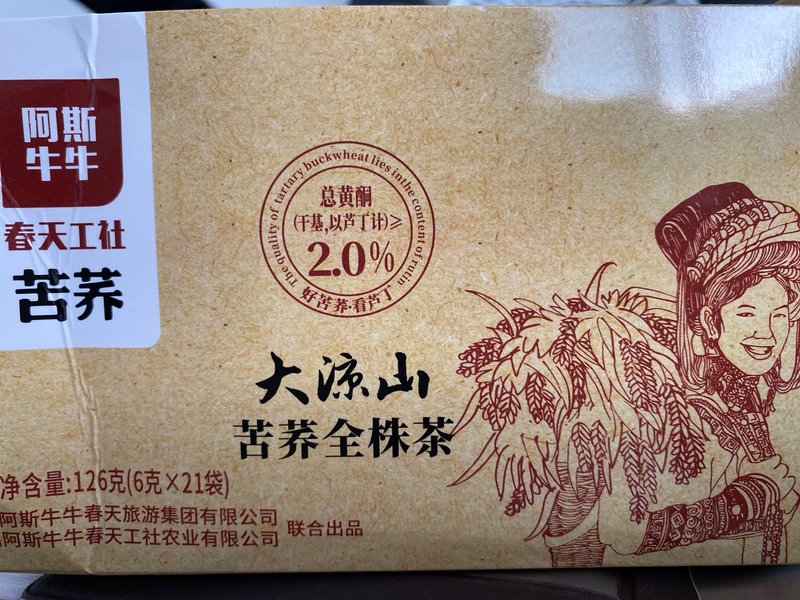 阿斯
牛牛
春天工社
苦荞
The quality of tartary buckwheat lies inthe content of rutin
总黄酮
(干基,以芦丁计)≥
2.0%
好苦荞·看芦丁
大凉山
苦荞全株茶
净含量:126克(6克×21袋)
阿斯牛牛春天旅游集团有限公司
阿斯牛牛春天工社农业有限公司
联合出品